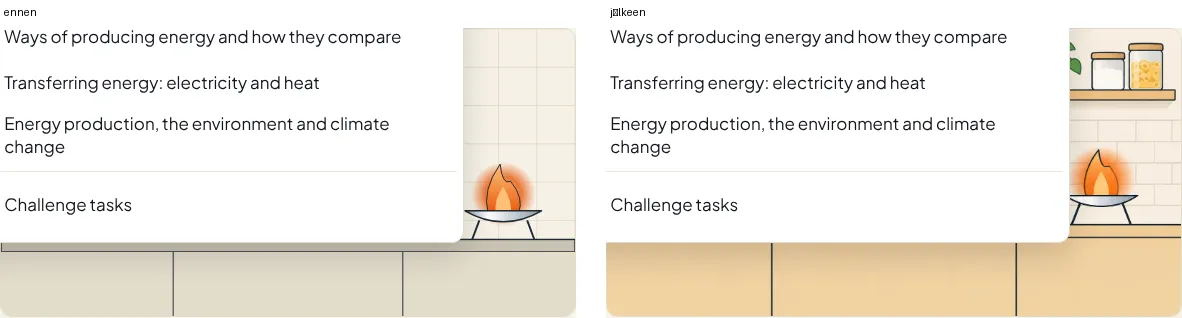 ennen
Ways of producing energy and how they compare
Transferring energy: electricity and heat
Energy production, the environment and climate
change
Challenge tasks
j▯lkeen
Ways of producing energy and how they compare
Transferring energy: electricity and heat
Energy production, the environment and climate
change
Challenge tasks